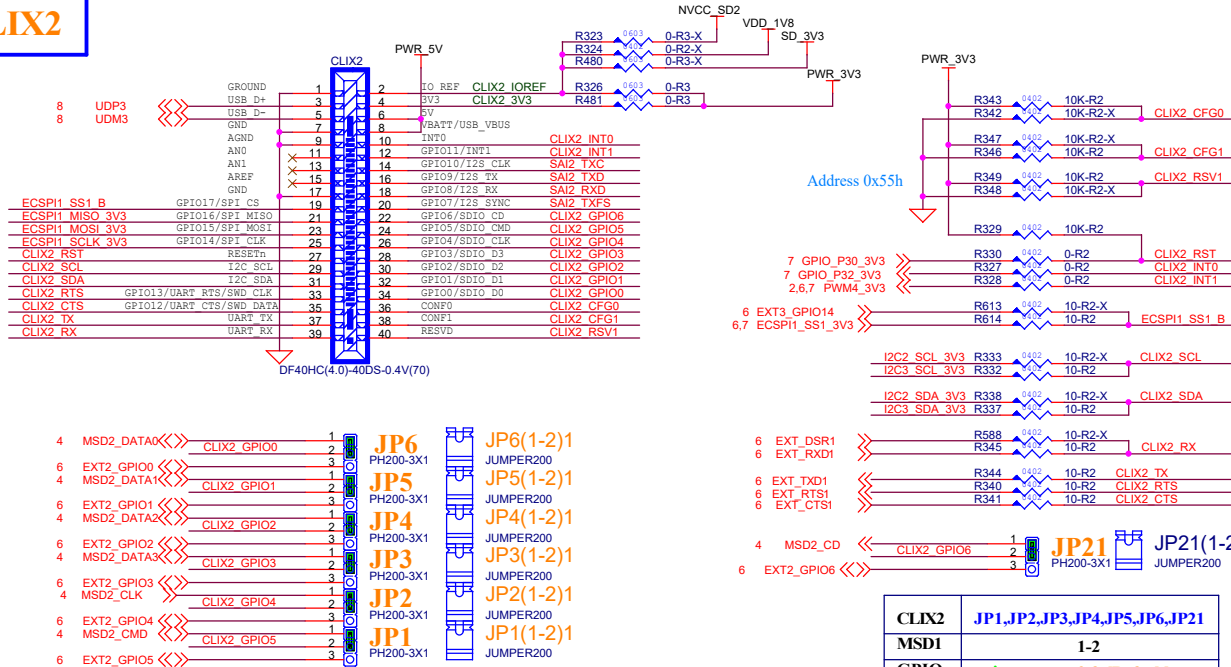 LIX2
PWR_5V
CLIX2
GROUND 1 2 IO REF CLIX2_IOREF
USB D+ 3 4 3V3 CLIX2_3V3
USB D- 5 6 5V
GND 7 8 VBATT/USB_VBUS
AGND 9 10 INT0 CLIX2_INT0
AN0 11 12 GPIO11/INT1 CLIX2_INT1
AN1 13 14 GPIO10/I2S_CLK SAI2_TXC
AREF 15 16 GPIO9/I2S_TX SAI2_TXD
GND 17 18 GPIO8/I2S_RX SAI2_RXD
ECSPI1_SS1_B GPIO17/SPI_CS 19 20 GPIO7/I2S_SYNC SAI2_TXFS
ECSPI1_MISO_3V3 GPIO16/SPI_MISO 21 22 GPIO6/SDIO_CD CLIX2_GPIO6
ECSPI1_MOSI_3V3 GPIO15/SPI_MOSI 23 24 GPIO5/SDIO_CMD CLIX2_GPIO5
ECSPI1_SCLK_3V3 GPIO14/SPI_CLK 25 26 GPIO4/SDIO_CLK CLIX2_GPIO4
CLIX2_RST RESETn 27 28 GPIO3/SDIO_D3 CLIX2_GPIO3
CLIX2_SCL I2C_SCL 29 30 GPIO2/SDIO_D2 CLIX2_GPIO2
CLIX2_SDA I2C_SDA 31 32 GPIO1/SDIO_D1 CLIX2_GPIO1
CLIX2_RTS GPIO13/UART_RTS/SWD_CLK 33 34 GPIO0/SDIO_D0 CLIX2_GPIO0
CLIX2_CTS GPIO12/UART_CTS/SWD_DATA 35 36 CONF0 CLIX2_CFG0
CLIX2_TX UART_TX 37 38 CONF1 CLIX2_CFG1
CLIX2_RX UART_RX 39 40 RESVD CLIX2_RSV1
DF40HC(4.0)-40DS-0.4V(70)
8 UDP3
8 UDM3
NVCC_SD2
VDD_1V8
SD_3V3
R323 0603 0-R3-X
R324 0402 0-R2-X
R480 0603 0-R3-X
PWR_3V3
R326 0603 0-R3
R481 0603 0-R3
PWR_3V3
R343 0402 10K-R2
R342 0402 10K-R2-X CLIX2_CFG0
R347 0402 10K-R2-X
R346 0402 10K-R2 CLIX2_CFG1
Address 0x55h
R349 0402 10K-R2 CLIX2_RSV1
R348 0402 10K-R2-X
R329 0402 10K-R2
7 GPIO_P30_3V3 R330 0402 0-R2 CLIX2_RST
7 GPIO_P32_3V3 R327 0402 0-R2 CLIX2_INT0
2,6,7 PWM4_3V3 R328 0402 0-R2 CLIX2_INT1
6 EXT3_GPIO14 R613 0402 10-R2-X
6,7 ECSPI1_SS1_3V3 R614 0402 10-R2 ECSPI1_SS1_B
I2C2_SCL_3V3 R333 0402 10-R2-X CLIX2_SCL
I2C3_SCL_3V3 R332 0402 10-R2
I2C2_SDA_3V3 R338 0402 10-R2-X CLIX2_SDA
I2C3_SDA_3V3 R337 0402 10-R2
6 EXT_DSR1 R588 0402 10-R2-X
6 EXT_RXD1 R345 0402 10-R2 CLIX2_RX
6 EXT_TXD1 R344 0402 10-R2 CLIX2_TX
6 EXT_RTS1 R340 0402 10-R2 CLIX2_RTS
6 EXT_CTS1 R341 0402 10-R2 CLIX2_CTS
4 MSD2_DATA0 1 JP6 JP6(1-2)1
CLIX2_GPIO0 2
6 EXT2_GPIO0 3 PH200-3X1 JUMPER200
4 MSD2_DATA1 1 JP5 JP5(1-2)1
CLIX2_GPIO1 2
6 EXT2_GPIO1 3 PH200-3X1 JUMPER200
4 MSD2_DATA2 1 JP4 JP4(1-2)1
CLIX2_GPIO2 2
6 EXT2_GPIO2 3 PH200-3X1 JUMPER200
4 MSD2_DATA3 1 JP3 JP3(1-2)1
CLIX2_GPIO3 2
6 EXT2_GPIO3 3 PH200-3X1 JUMPER200
4 MSD2_CLK 1 JP2 JP2(1-2)1
CLIX2_GPIO4 2
6 EXT2_GPIO4 3 PH200-3X1 JUMPER200
4 MSD2_CMD 1 JP1 JP1(1-2)1
CLIX2_GPIO5 2
6 EXT2_GPIO5 3 PH200-3X1 JUMPER200
4 MSD2_CD 1 JP21 JP21(1-2
CLIX2_GPIO6 2
6 EXT2_GPIO6 3 PH200-3X1 JUMPER200
CLIX2 JP1,JP2,JP3,JP4,JP5,JP6,JP21
MSD1 1-2